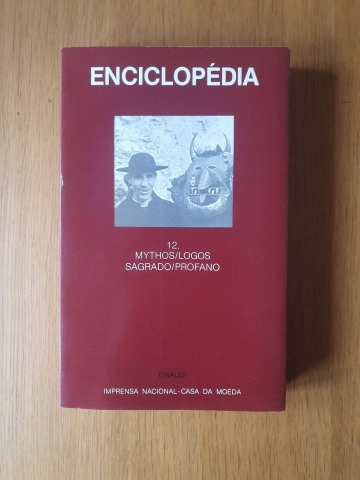 ENCICLOPÉDIA
12.
MYTHOS/LOGOS
SAGRADO/PROFANO
EINAUDI
IMPRENSA NACIONAL-CASA DA MOEDA